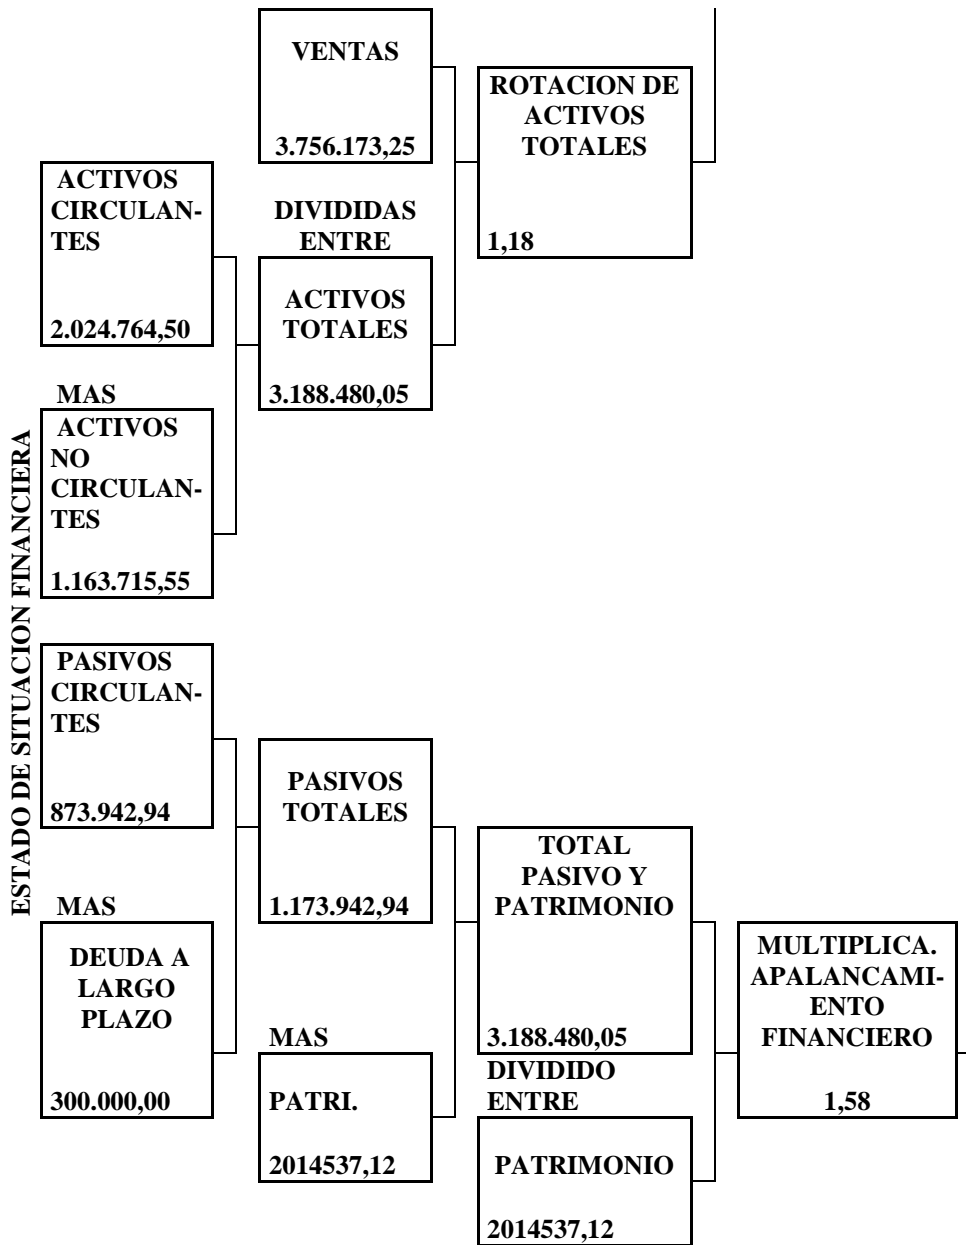 VENTAS
3.756.173,25
ROTACION DE
ACTIVOS
TOTALES
1,18
ACTIVOS
CIRCULAN-
TES
2.024.764,50
DIVIDIDAS
ENTRE
ACTIVOS
TOTALES
3.188.480,05
MAS
ACTIVOS
NO
CIRCULAN-
TES
1.163.715,55
ESTADO DE SITUACION FINANCIERA
PASIVOS
CIRCULAN-
TES
873.942,94
PASIVOS
TOTALES
1.173.942,94
MAS
DEUDA A
LARGO
PLAZO
300.000,00
MAS
PATRI.
2014537,12
TOTAL
PASIVO Y
PATRIMONIO
3.188.480,05
DIVIDIDO
ENTRE
PATRIMONIO
2014537,12
MULTIPLICA.
APALANCAMI-
ENTO
FINANCIERO
1,58